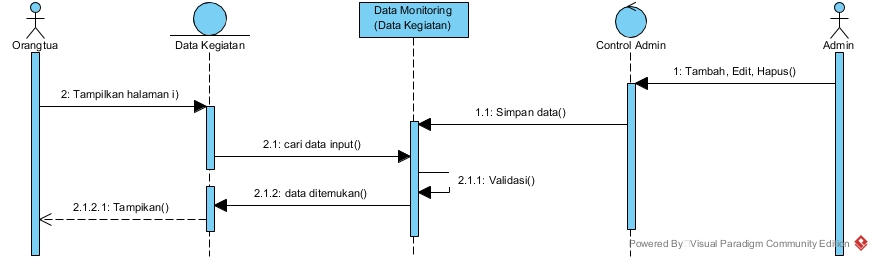 Data Monitoring
(Data Kegiatan)
Orangtua
Data Kegiatan
Control Admin
Admin
1: Tambah, Edit, Hapus()
2: Tampilkan halaman i)
1.1: Simpan data()
2.1: cari data input()
2.1.1: Validasi()
2.1.2: data ditemukan()
2.1.2.1: Tampikan()
Powered By Visual Paradigm Community Edition